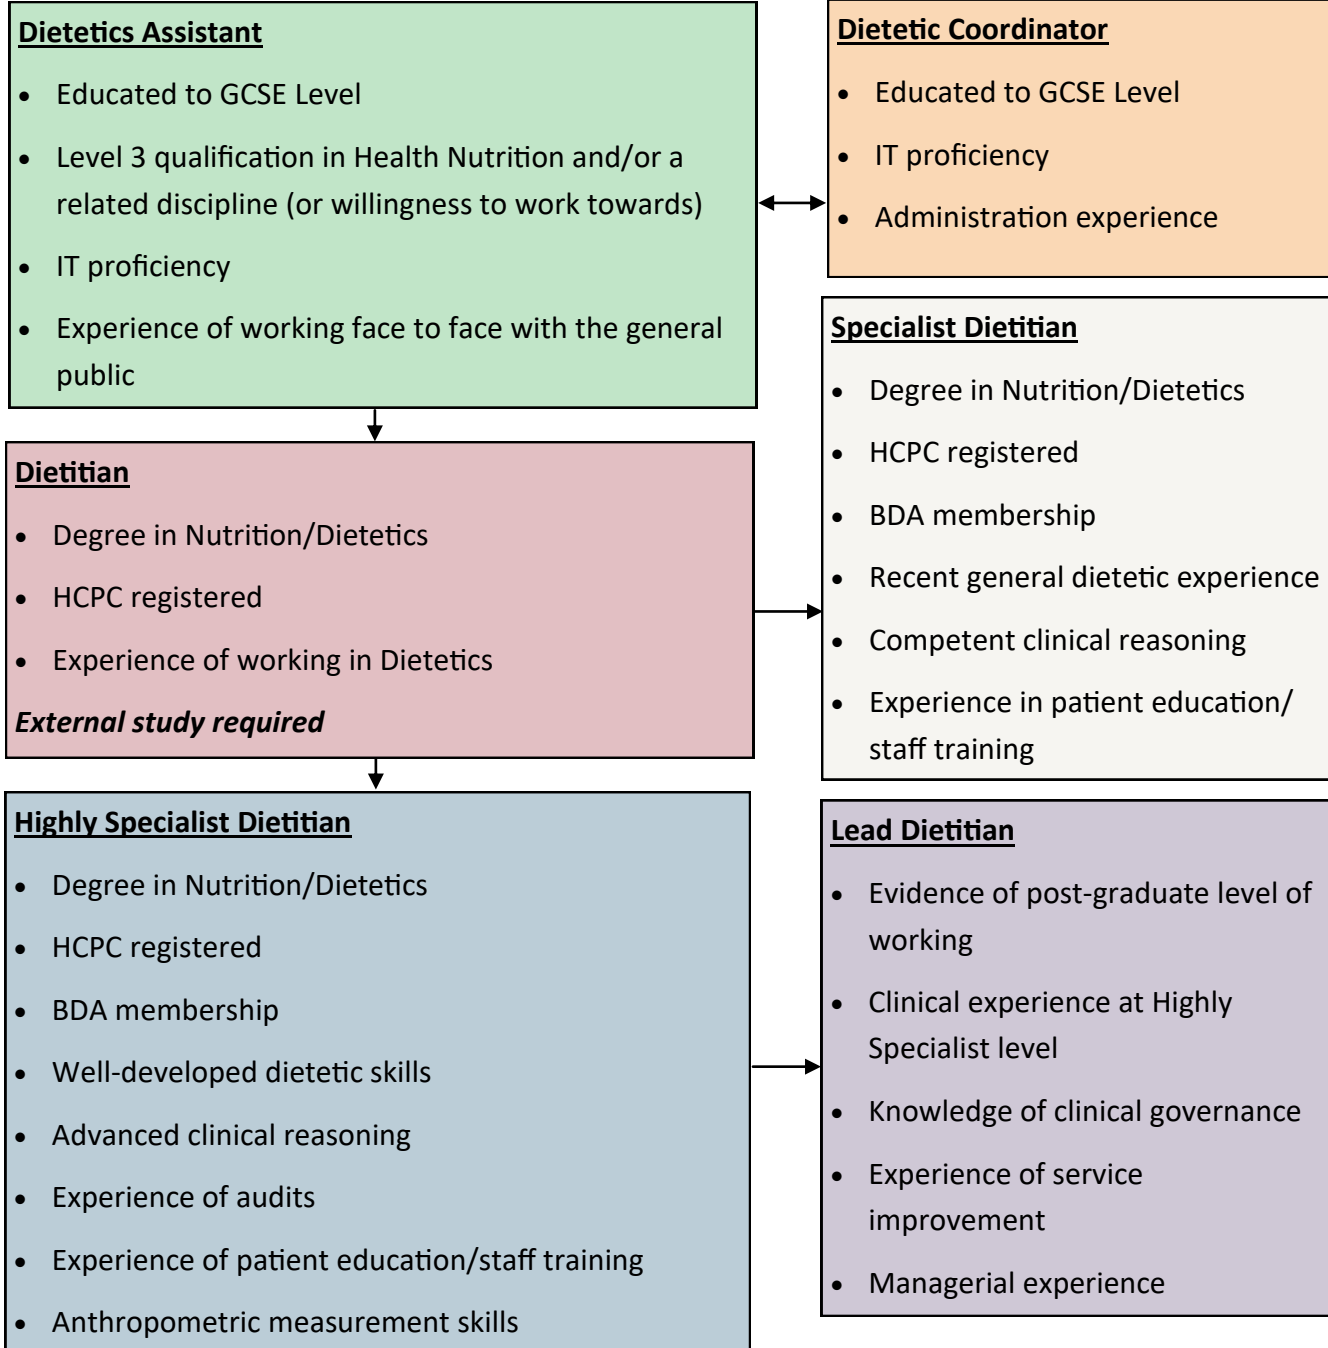 Dietetics Assistant
• Educated to GCSE Level
• Level 3 qualification in Health Nutrition and/or a
related discipline (or willingness to work towards)
• IT proficiency
• Experience of working face to face with the general
public
Dietetic Coordinator
• Educated to GCSE Level
• IT proficiency
• Administration experience
Dietitian
• Degree in Nutrition/Dietetics
• HCPC registered
• Experience of working in Dietetics
External study required
Specialist Dietitian
• Degree in Nutrition/Dietetics
• HCPC registered
• BDA membership
• Recent general dietetic experience
• Competent clinical reasoning
• Experience in patient education/
staff training
Highly Specialist Dietitian
• Degree in Nutrition/Dietetics
• HCPC registered
• BDA membership
• Well-developed dietetic skills
• Advanced clinical reasoning
• Experience of audits
• Experience of patient education/staff training
• Anthropometric measurement skills
Lead Dietitian
• Evidence of post-graduate level of
working
• Clinical experience at Highly
Specialist level
• Knowledge of clinical governance
• Experience of service
improvement
• Managerial experience